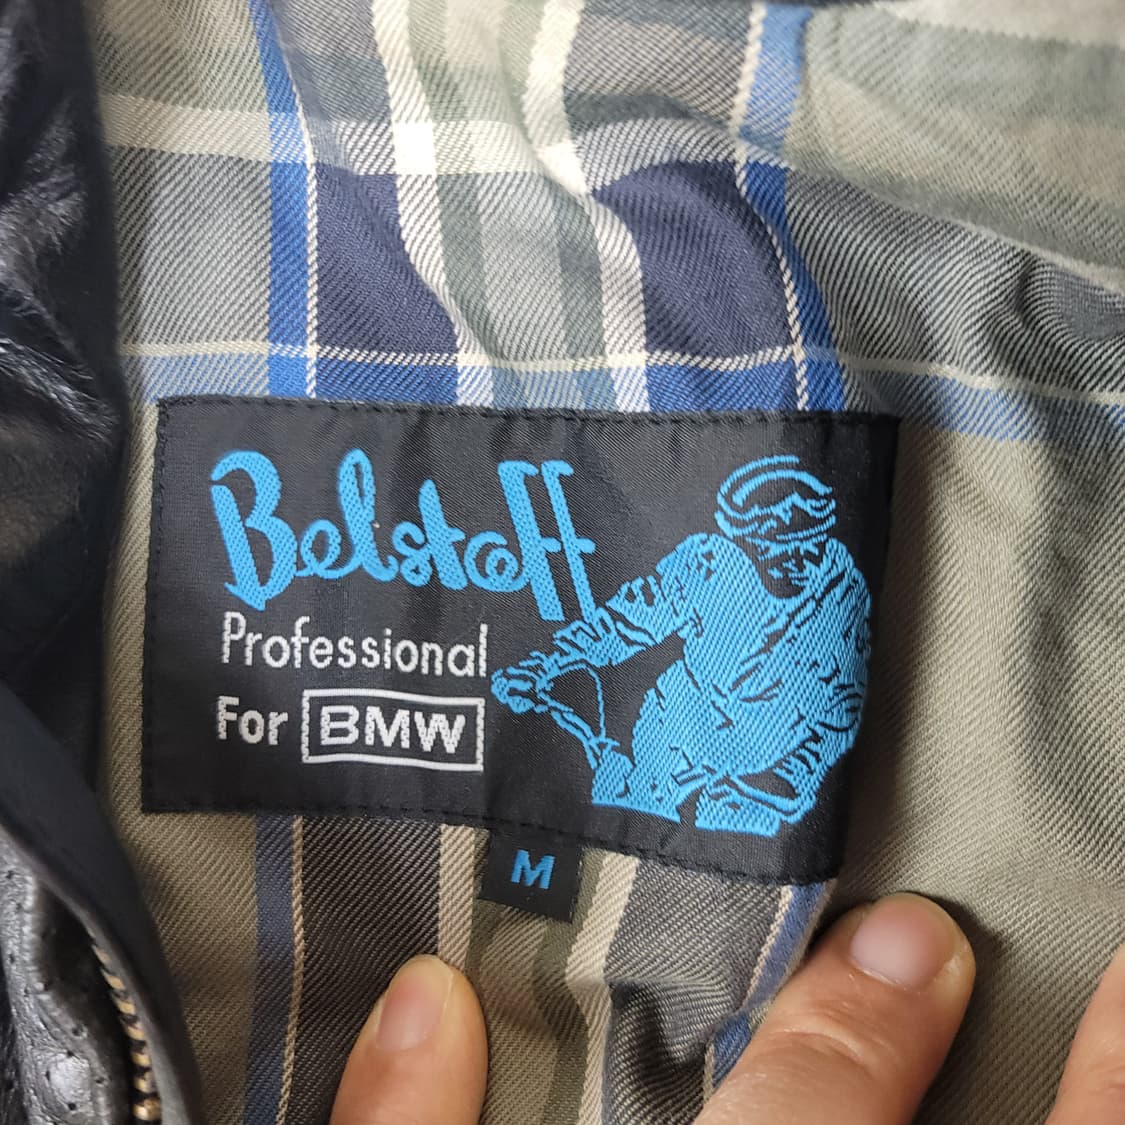 Belstaff
Professional
For BMW
M